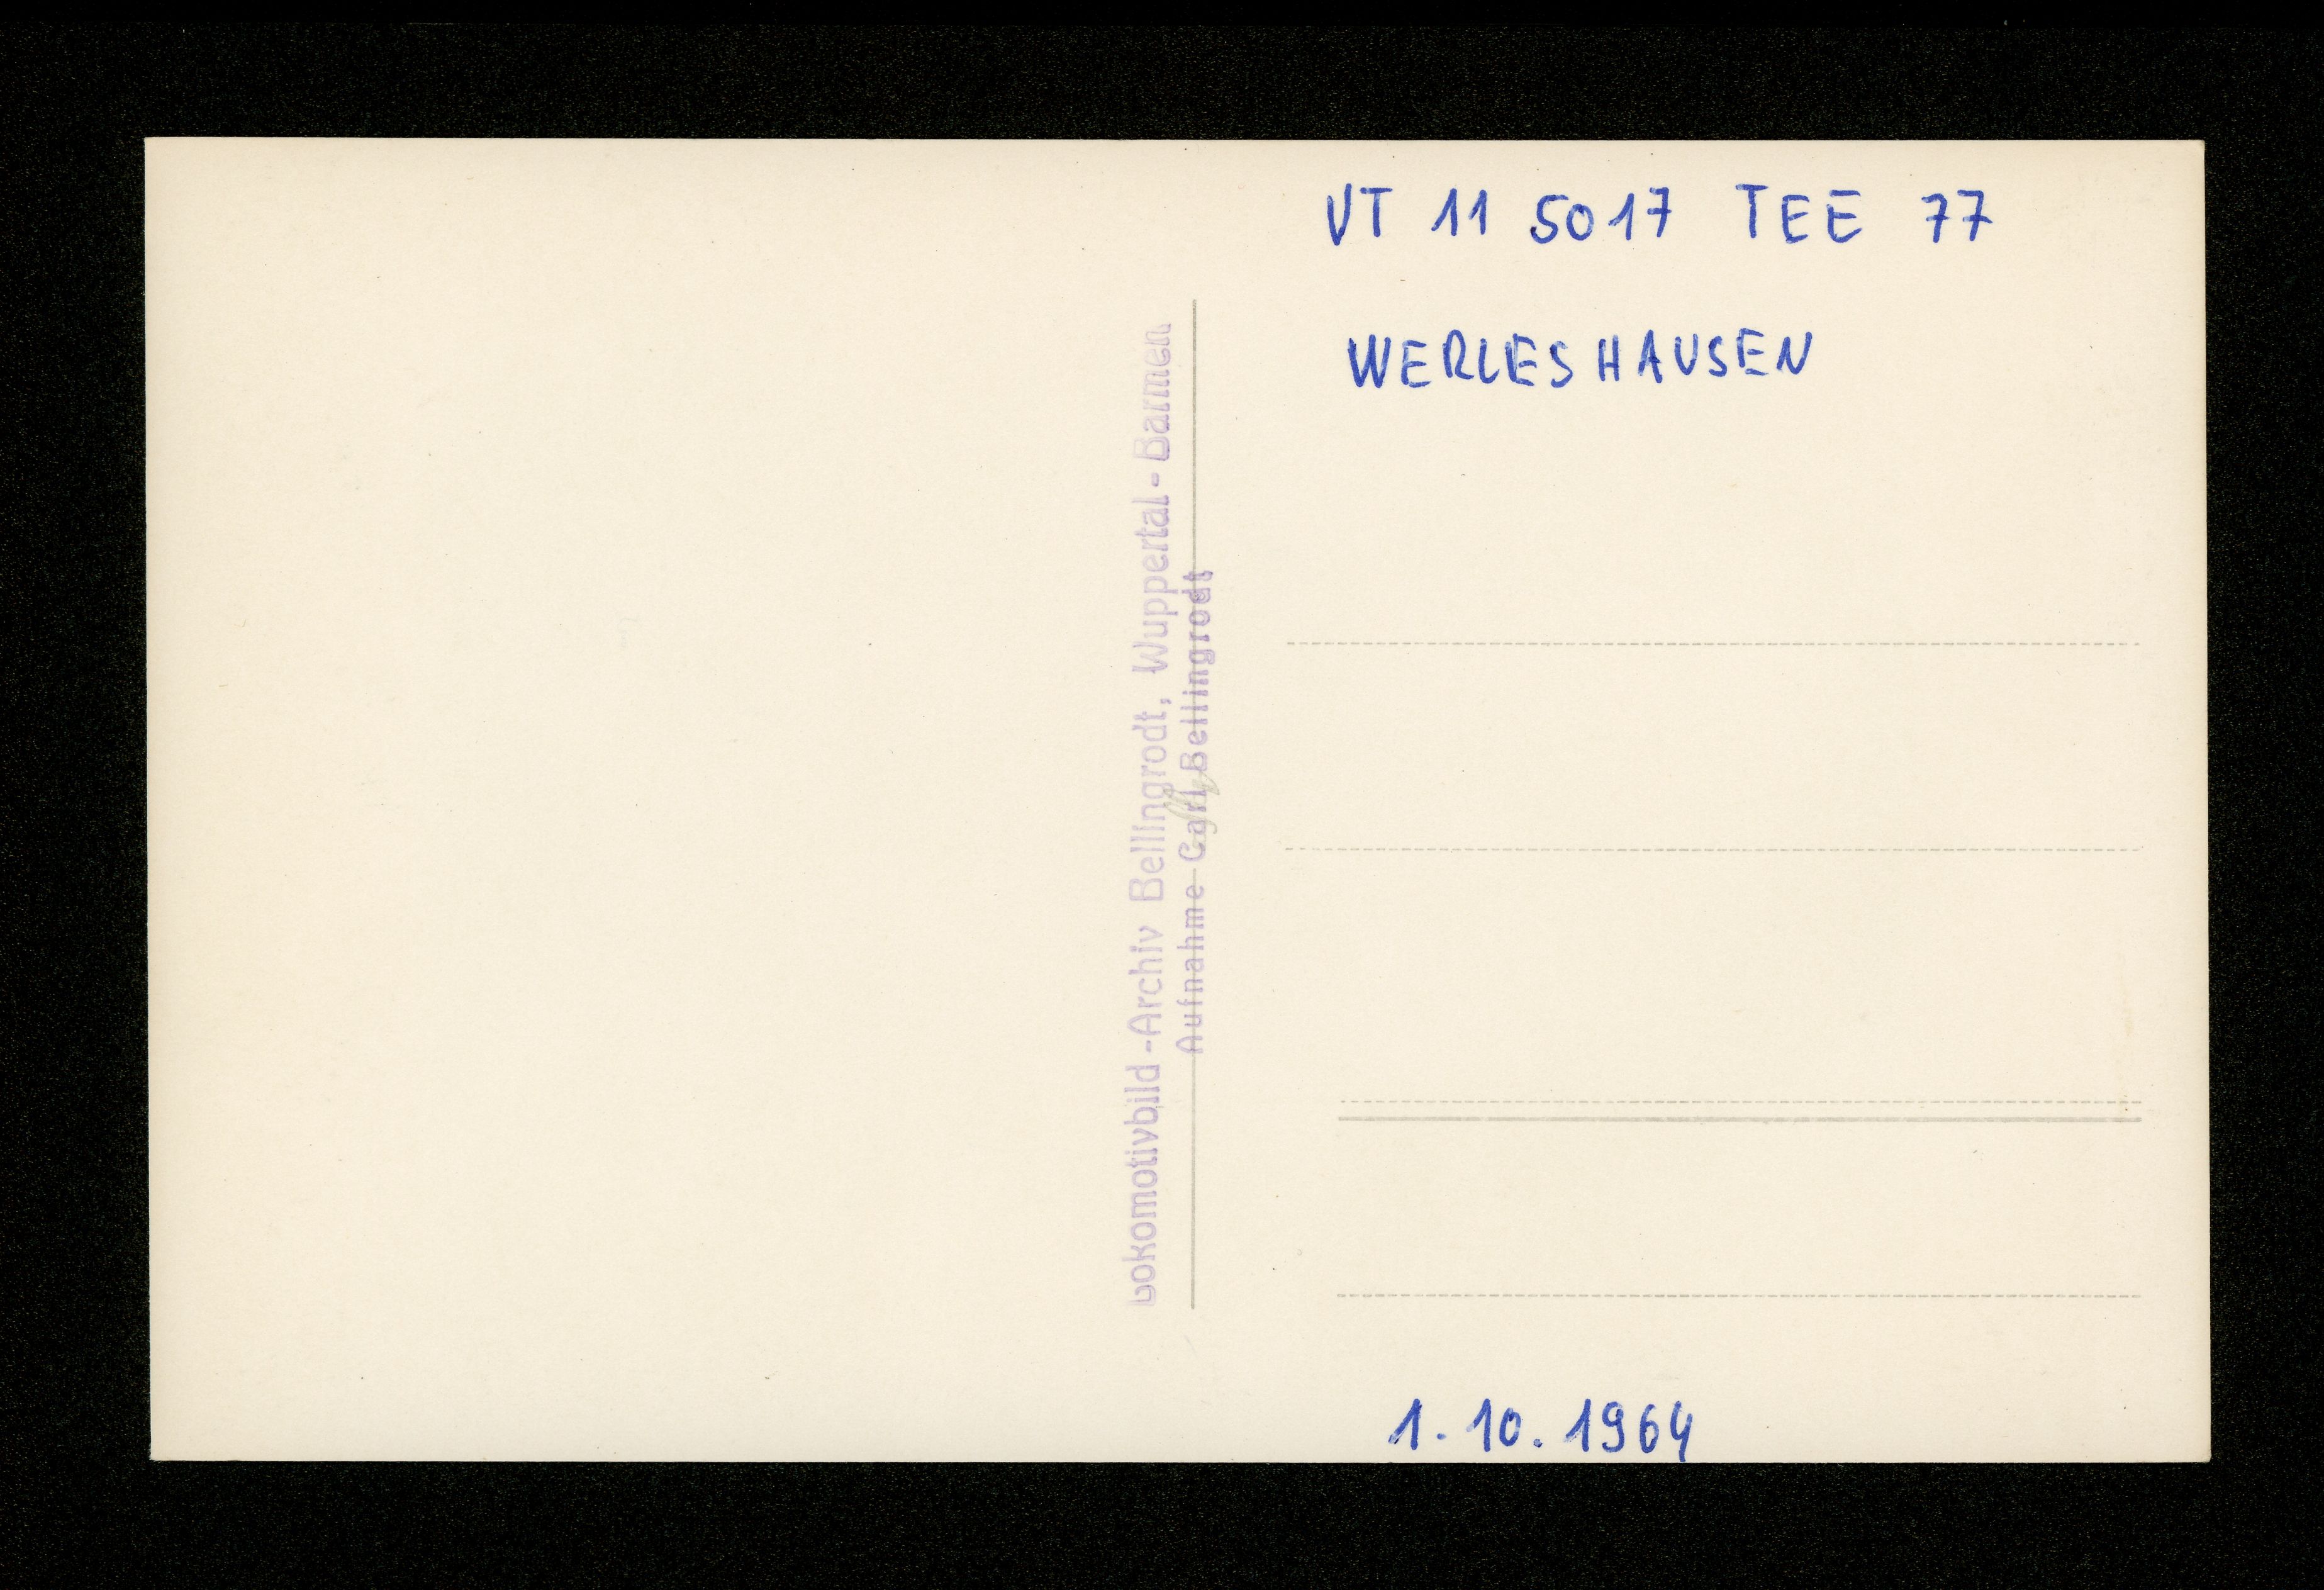 VT 11 5017 TEE 77
WERLESHAUSEN
Lokomotivbild-Archiv Bellingrodt, Wuppertal-Barmen
Aufnahme Carl Bellingrodt
1.10.1964